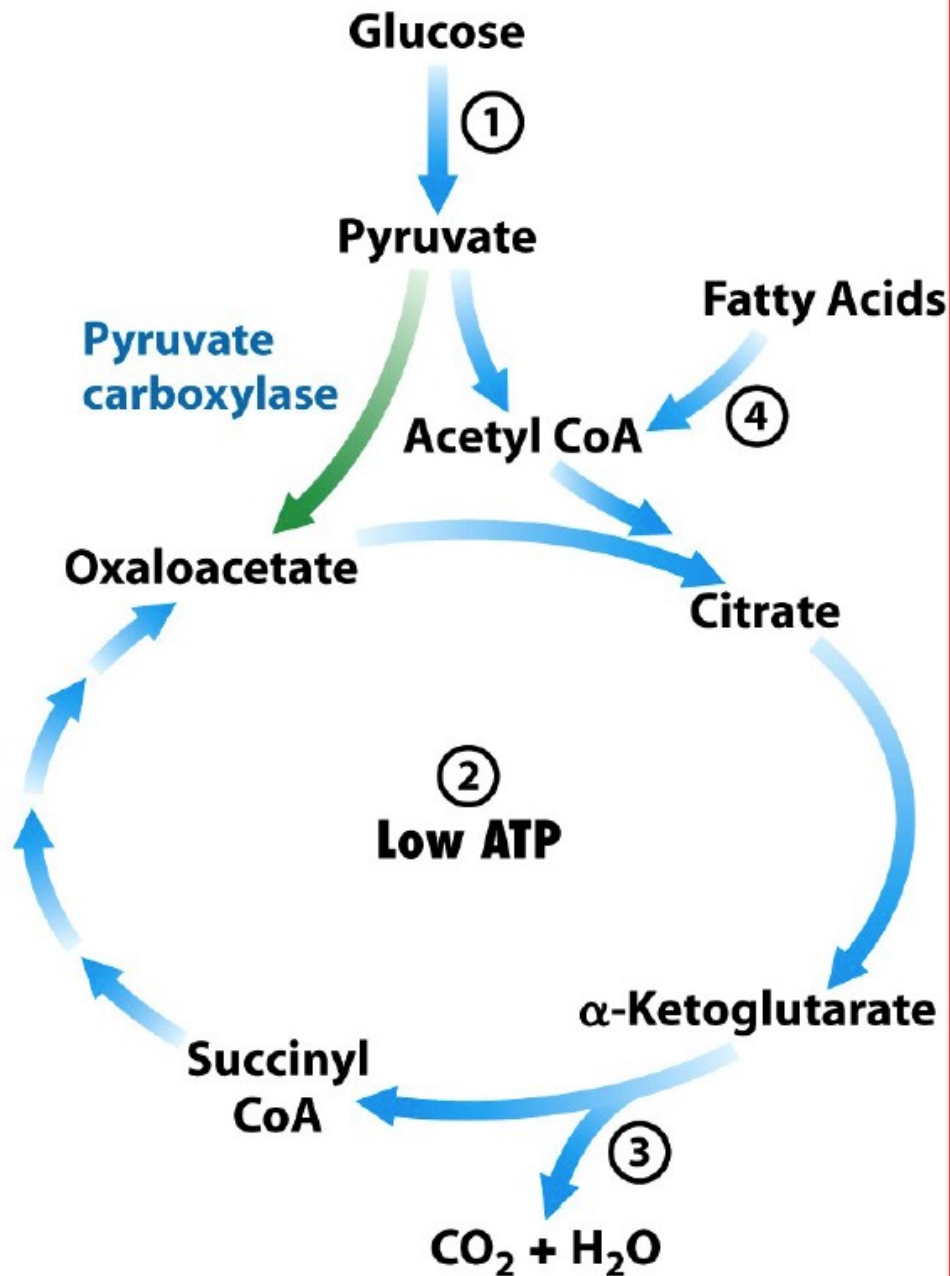 Glucose
1
Pyruvate
Fatty Acids
Pyruvate
carboxylase
4
Acetyl CoA
Oxaloacetate
Citrate
2
Low ATP
α-Ketoglutarate
Succinyl
CoA
3
CO₂ + H₂O